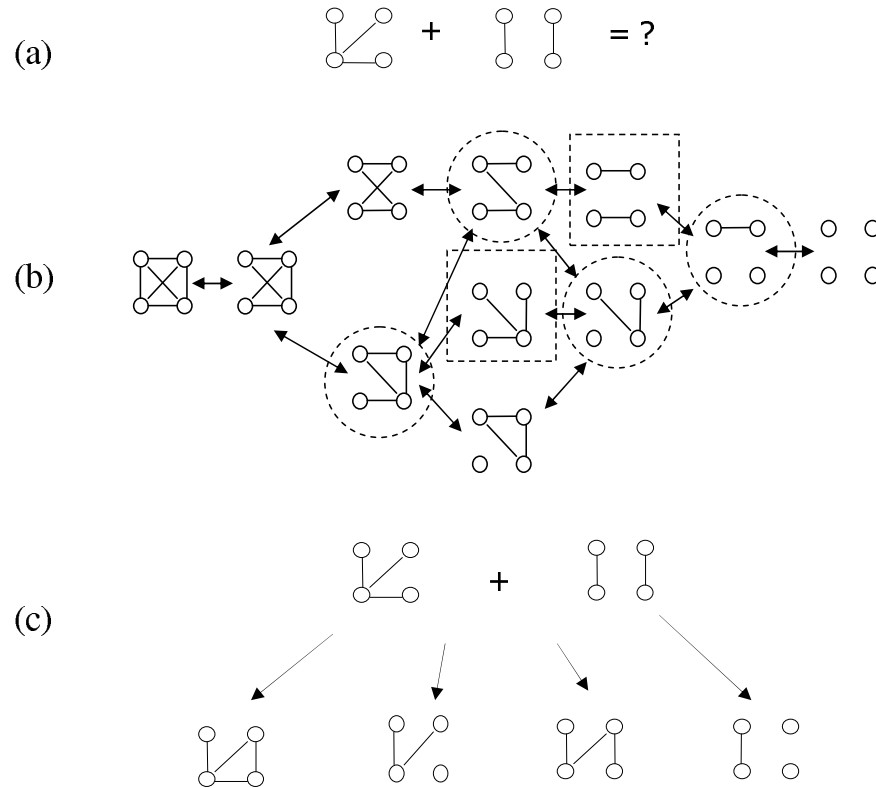 (a)
+ = ?
(b)
(c)
+